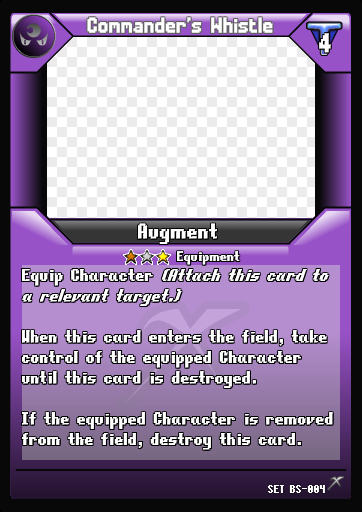 Commander's Whistle
4
Augment
Equipment
Equip Character (Attach this card to
a relevant target.)
When this card enters the field, take
control of the equipped Character
until this card is destroyed.
If the equipped Character is removed
from the field, destroy this card.
SET BS-004